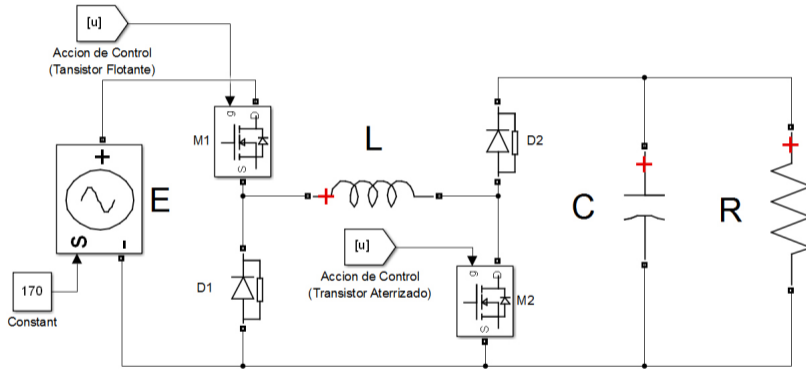 [u]
Accion de Control
(Tansistor Flotante)
M1
g
D
S
D2
L
+
E
S
-
C
R
[u]
Accion de Control
(Transistor Aterrizado)
g
D
S
M2
D1
170
Constant